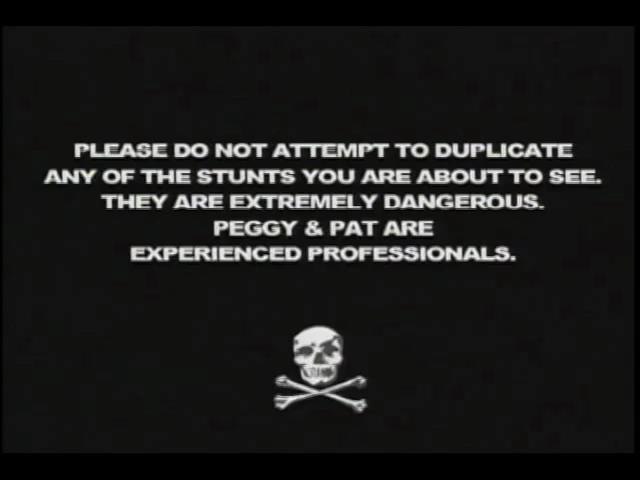 PLEASE DO NOT ATTEMPT TO DUPLICATE
ANY OF THE STUNTS YOU ARE ABOUT TO SEE.
THEY ARE EXTREMELY DANGEROUS.
PEGGY & PAT ARE
EXPERIENCED PROFESSIONALS.